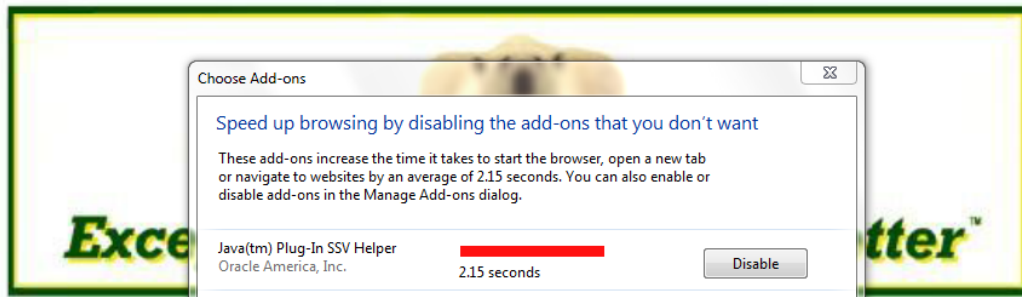 Choose Add-ons
Speed up browsing by disabling the add-ons that you don't want
These add-ons increase the time it takes to start the browser, open a new tab
or navigate to websites by an average of 2.15 seconds. You can also enable or
disable add-ons in the Manage Add-ons dialog.
Exce
tter™
Java(tm) Plug-In SSV Helper
Oracle America, Inc.
2.15 seconds
Disable